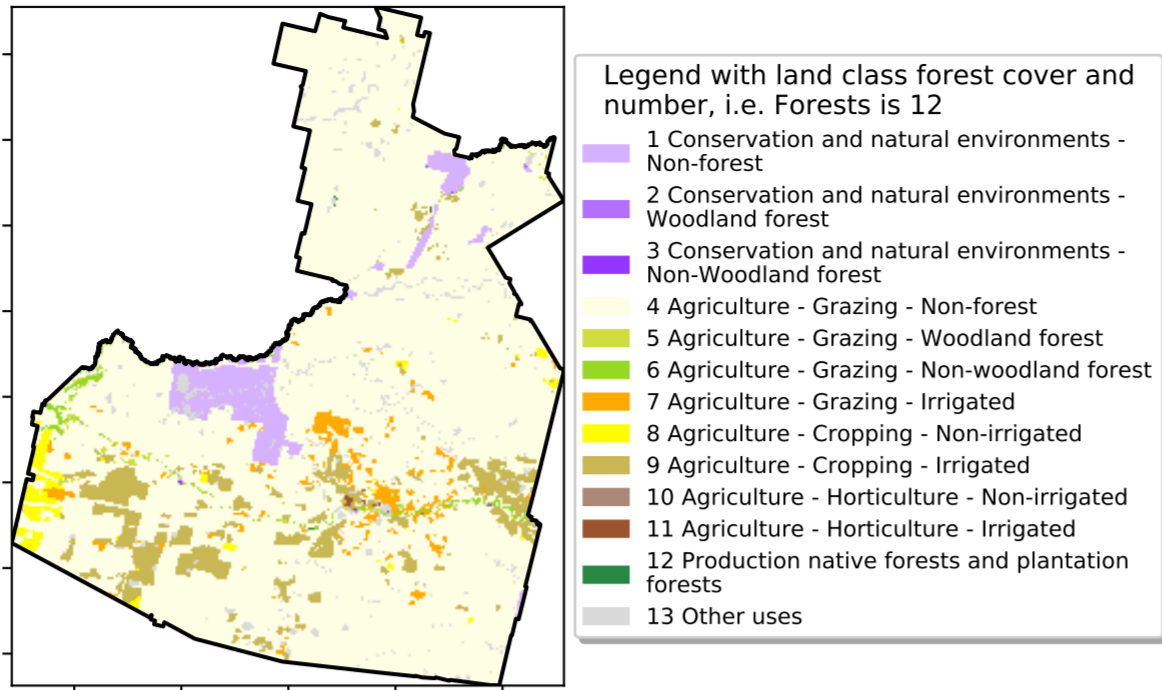 Legend with land class forest cover and
number, i.e. Forests is 12
1 Conservation and natural environments -
Non-forest
2 Conservation and natural environments -
Woodland forest
3 Conservation and natural environments -
Non-Woodland forest
4 Agriculture - Grazing - Non-forest
5 Agriculture - Grazing - Woodland forest
6 Agriculture - Grazing - Non-woodland forest
7 Agriculture - Grazing - Irrigated
8 Agriculture - Cropping - Non-irrigated
9 Agriculture - Cropping - Irrigated
10 Agriculture - Horticulture - Non-irrigated
11 Agriculture - Horticulture - Irrigated
12 Production native forests and plantation
forests
13 Other uses